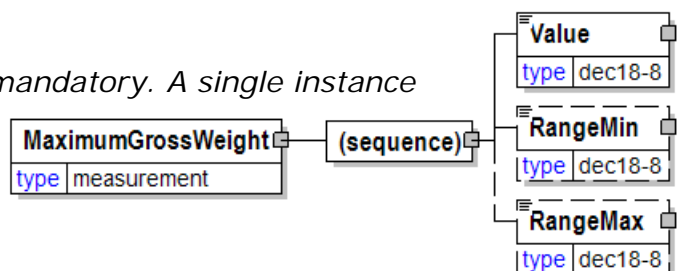 Value
type dec18-8
mandatory. A single instance
RangeMin
type dec18-8
MaximumGrossWeight
type measurement
(sequence)
RangeMax
type dec18-8